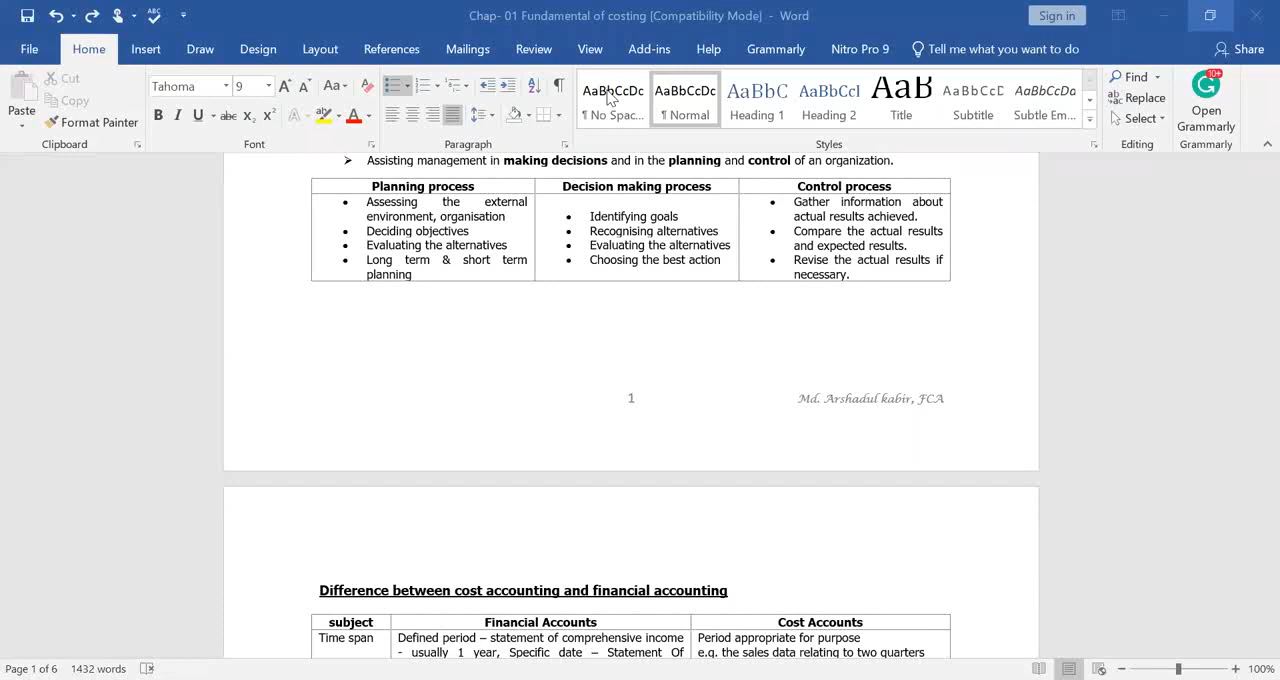 ABC
Chap- 01 Fundamental of costing [Compatibility Mode] - Word
Sign in
File Home Insert Draw Design Layout References Mailings Review View Add-ins Help Grammarly Nitro Pro 9 Tell me what you want to do Share
Paste
Cut
Copy
Format Painter
Clipboard
Tahoma 9
Font
Paragraph
AaBbCcDc AaBbCcDc AaBbC AaBbCcI AaB AaBbCcD AaBbCcDa
¶ No Spac... ¶ Normal Heading 1 Heading 2 Title Subtitle Subtle Em...
Styles
Find
Replace
Select
Editing
10+
Open
Grammarly
Grammarly
➢ Assisting management in making decisions and in the planning and control of an organization.
Planning process
• Assessing the external
environment, organisation
• Deciding objectives
• Evaluating the alternatives
• Long term & short term
planning
Decision making process
• Identifying goals
• Recognising alternatives
• Evaluating the alternatives
• Choosing the best action
Control process
• Gather information about
actual results achieved.
• Compare the actual results
and expected results.
• Revise the actual results if
necessary.
1
Md. Arshadul kabir, FCA
Difference between cost accounting and financial accounting
subject Financial Accounts Cost Accounts
Time span
Defined period – statement of comprehensive income
- usually 1 year, Specific date – Statement Of
Period appropriate for purpose
e.g. the sales data relating to two quarters
Page 1 of 6 1432 words 100%